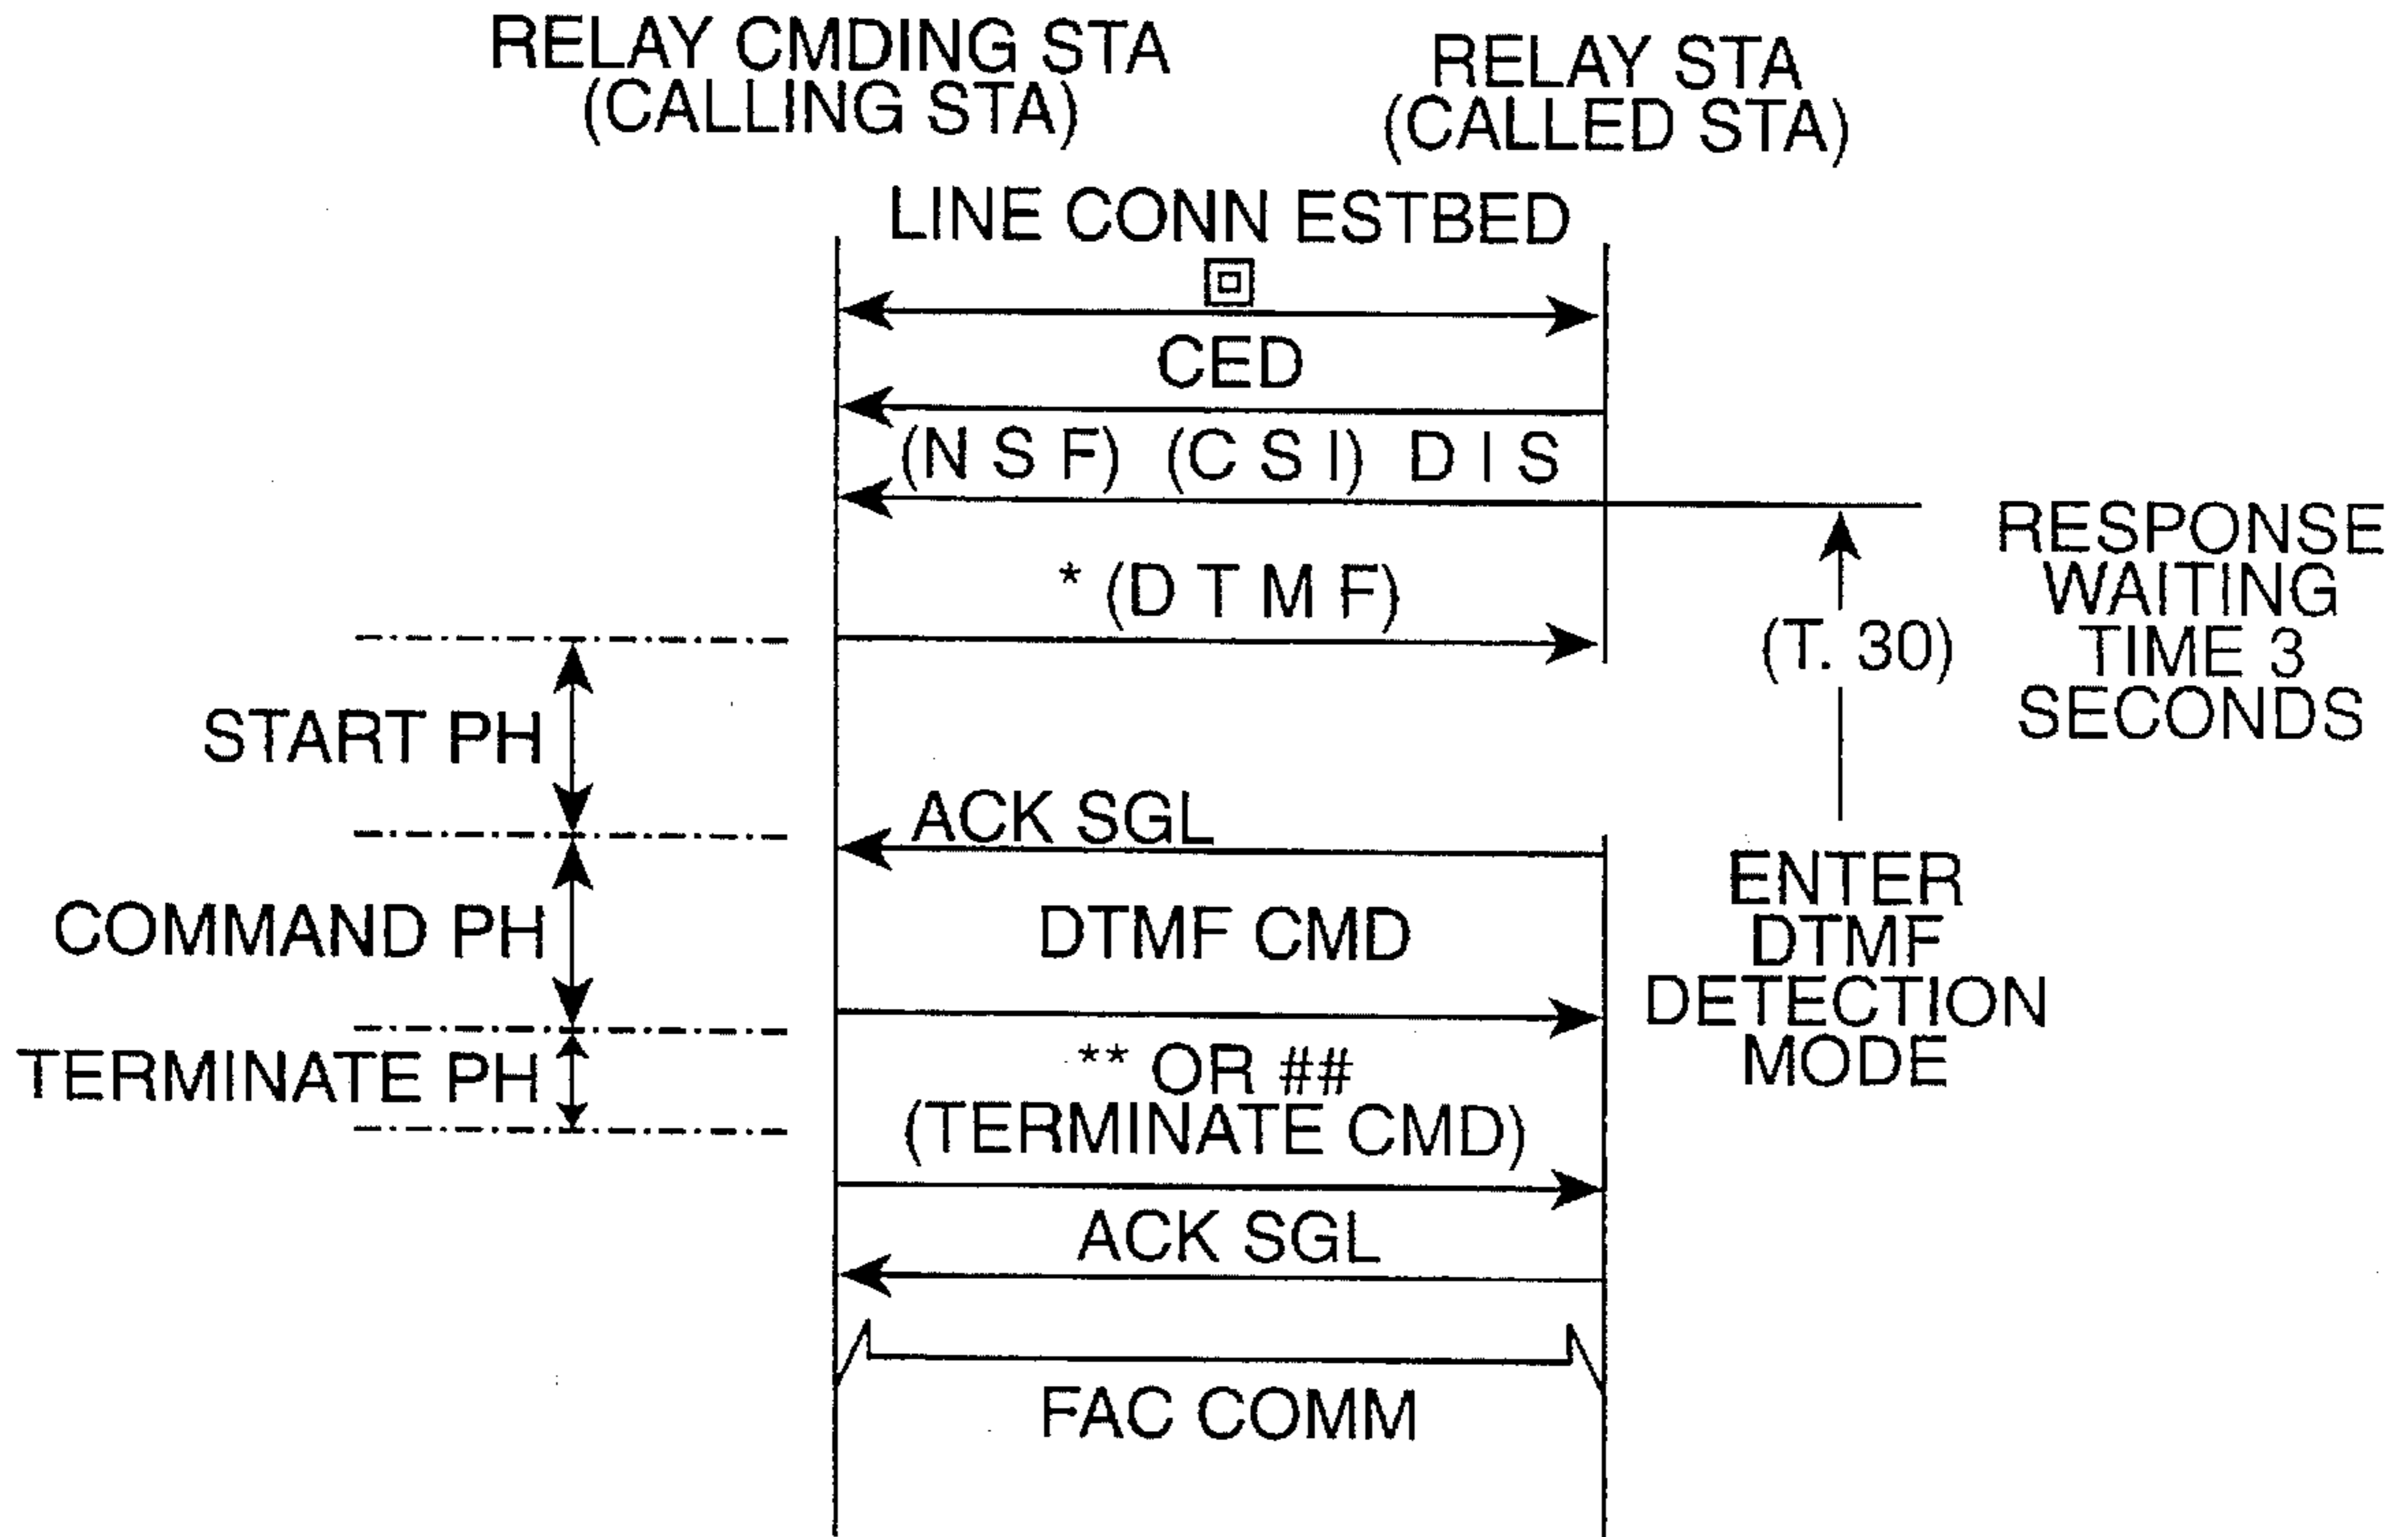 RELAY CMDING STA
(CALLING STA)
RELAY STA
(CALLED STA)
LINE CONN ESTBED
CED
(N S F) (C S I) D I S
* (D T M F)
(T. 30)
RESPONSE
WAITING
TIME 3
SECONDS
START PH
ACK SGL
COMMAND PH
DTMF CMD
ENTER
DTMF
DETECTION
MODE
TERMINATE PH
** OR ##
(TERMINATE CMD)
ACK SGL
FAC COMM